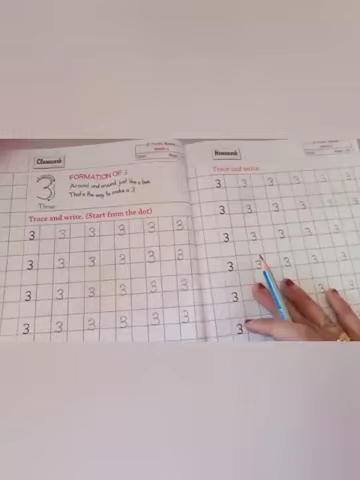 Classwork
3
Three
FORMATION OF 3
Around and around just like a bee
That's the way to make a 3
Trace and write. (Start from the dot)
3 3 3 3 3 3
3 3 3 3 3 3
3 3 3 3 3 3
3 3 3 3 3 3
Homework
Trace and write.
3 3 3 3 3 3
3 3 3 3 3
3 3 3 3
3 3 3 3
3 3
3